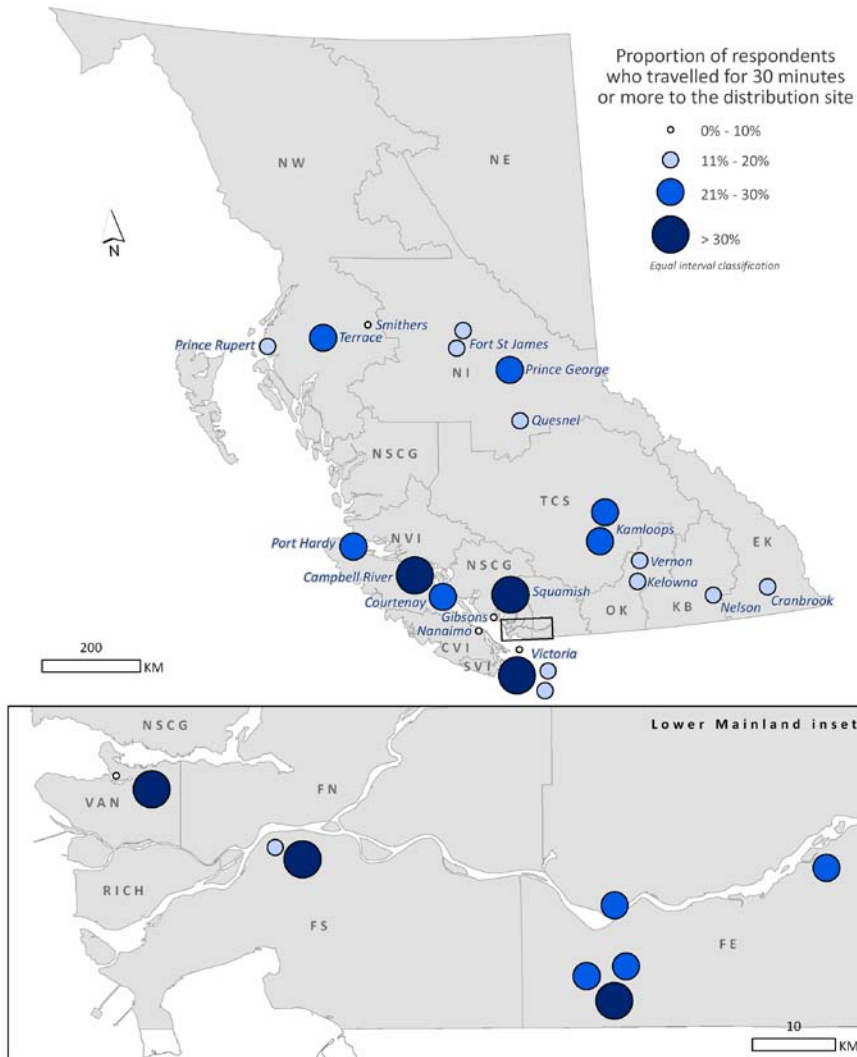 Proportion of respondents
who travelled for 30 minutes
or more to the distribution site
0% - 10%
11% - 20%
21% - 30%
> 30%
Equal interval classification
NW
NE
N
Smithers
Prince Rupert
Terrace
Fort St James
NI
Prince George
Quesnel
NSCG
TCS
Port Hardy
NVI
Kamloops
EK
Campbell River
NSCG
Vernon
Squamish
Kelowna
Courtenay
Cranbrook
Gibsons
OK
KB
Nelson
Nanaimo
CVI
Victoria
SVI
200
KM
NSCG
Lower Mainland inset
VAN
FN
RICH
FS
FE
10
KM